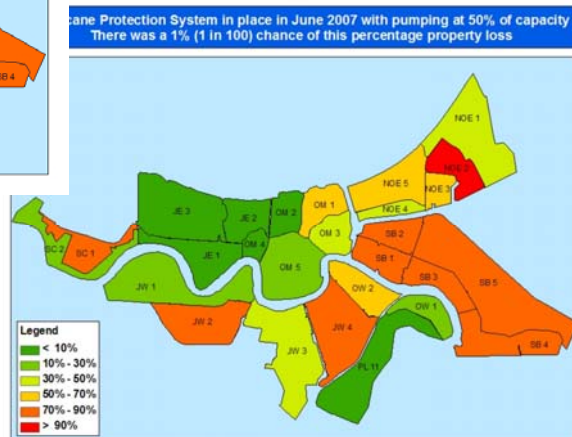 cane Protection System in place in June 2007 with pumping at 50% of capacity
There was a 1% (1 in 100) chance of this percentage property loss
SB 4
NOE 1
NOE 2
NOE 5
NOE 3
NOE 4
JE 3
JE 2
OM 2
OM 1
OM 4
OM 3
JE 1
OM 5
SC 2
SC 1
SB 2
SB 1
SB 3
SB 5
SB 4
JW 1
JW 2
JW 3
JW 4
OW 2
OW 1
PL 11
Legend
< 10%
10% - 30%
30% - 50%
50% - 70%
70% - 90%
> 90%